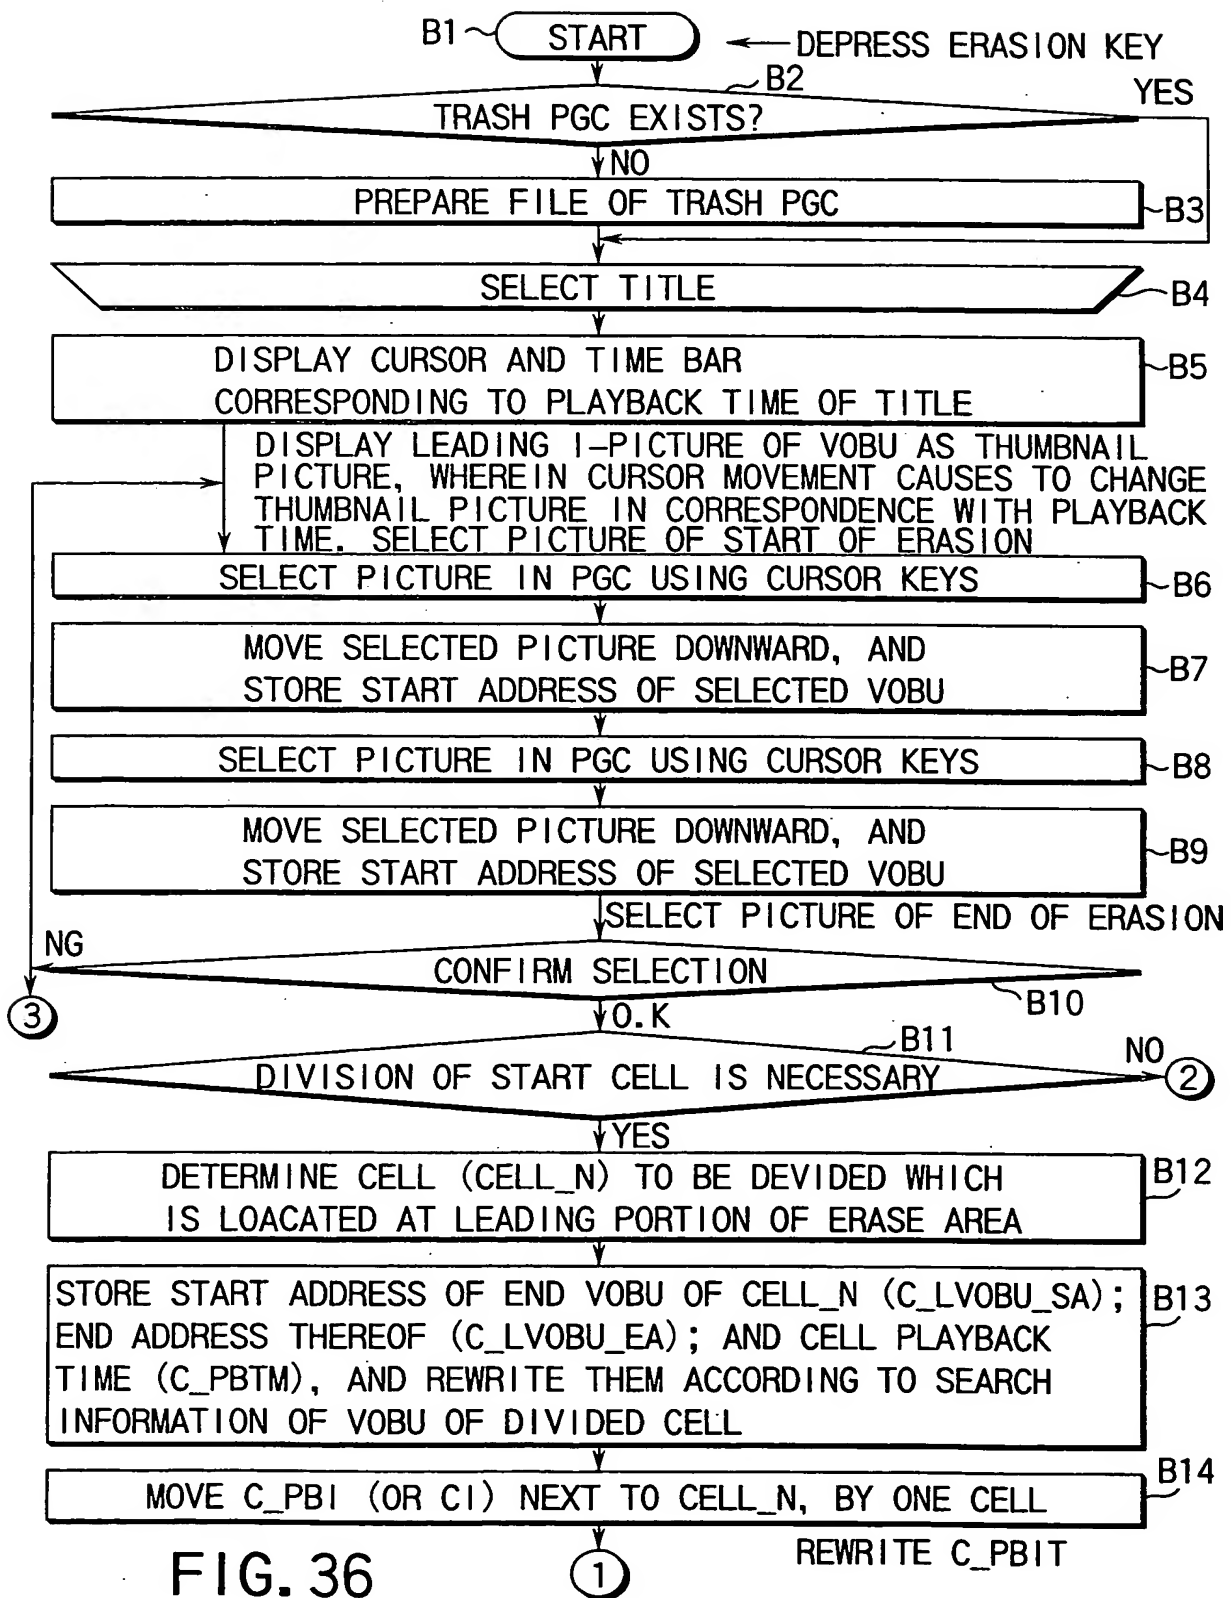 B1
START
DEPRESS ERASION KEY
B2
YES
TRASH PGC EXISTS?
NO
PREPARE FILE OF TRASH PGC
B3
SELECT TITLE
B4
DISPLAY CURSOR AND TIME BAR
CORRESPONDING TO PLAYBACK TIME OF TITLE
B5
DISPLAY LEADING I-PICTURE OF VOBU AS THUMBNAIL
PICTURE, WHEREIN CURSOR MOVEMENT CAUSES TO CHANGE
THUMBNAIL PICTURE IN CORRESPONDENCE WITH PLAYBACK
TIME. SELECT PICTURE OF START OF ERASION
SELECT PICTURE IN PGC USING CURSOR KEYS
B6
MOVE SELECTED PICTURE DOWNWARD, AND
STORE START ADDRESS OF SELECTED VOBU
B7
SELECT PICTURE IN PGC USING CURSOR KEYS
B8
MOVE SELECTED PICTURE DOWNWARD, AND
STORE START ADDRESS OF SELECTED VOBU
B9
SELECT PICTURE OF END OF ERASION
NG
CONFIRM SELECTION
B10
3
O.K
B11
NO
DIVISION OF START CELL IS NECESSARY
2
YES
DETERMINE CELL (CELL_N) TO BE DEVIDED WHICH
IS LOACATED AT LEADING PORTION OF ERASE AREA
B12
STORE START ADDRESS OF END VOBU OF CELL_N (C_LVOBU_SA);
END ADDRESS THEREOF (C_LVOBU_EA); AND CELL PLAYBACK
TIME (C_PBTM), AND REWRITE THEM ACCORDING TO SEARCH
INFORMATION OF VOBU OF DIVIDED CELL
B13
MOVE C_PBI (OR CI) NEXT TO CELL_N, BY ONE CELL
B14
REWRITE C_PBIT
1
FIG. 36